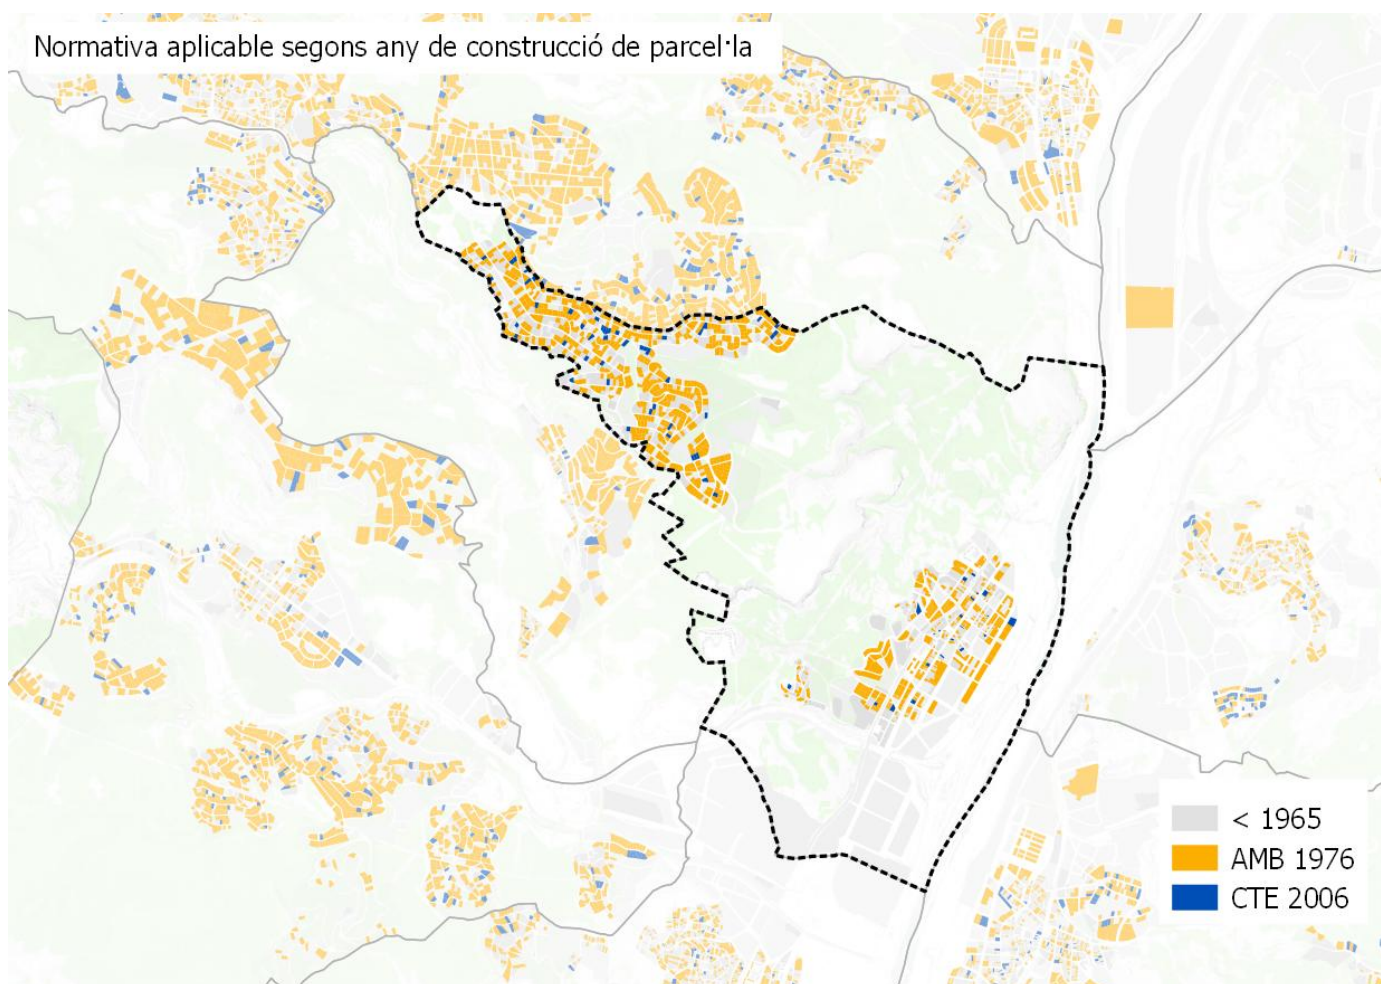 Normativa aplicable segons any de construcció de parcel·la
< 1965
AMB 1976
CTE 2006